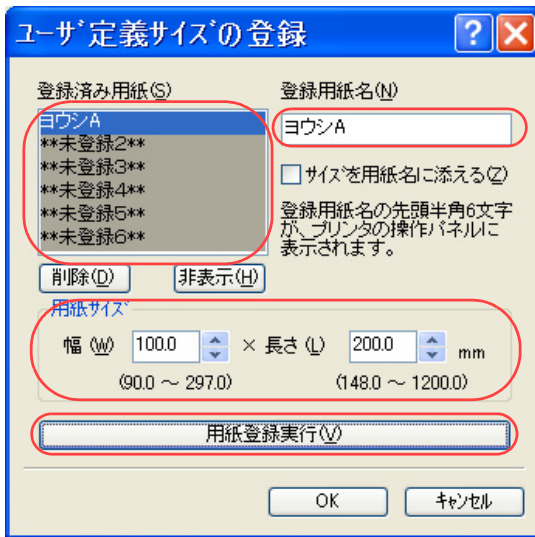 ユーザ定義サイズの登録
登録済み用紙(S)
登録用紙名(N)
ヨウシA
**未登録2**
**未登録3**
**未登録4**
**未登録5**
**未登録6**
ヨウシA
サイズを用紙名に添える(Z)
登録用紙名の先頭半角6文字
が、プリンタの操作パネルに
表示されます。
削除(D)
非表示(H)
用紙サイズ
幅 (W) 100.0 × 長さ (L) 200.0 mm
(90.0 ～ 297.0) (148.0 ～ 1200.0)
用紙登録実行(V)
OK キャンセル